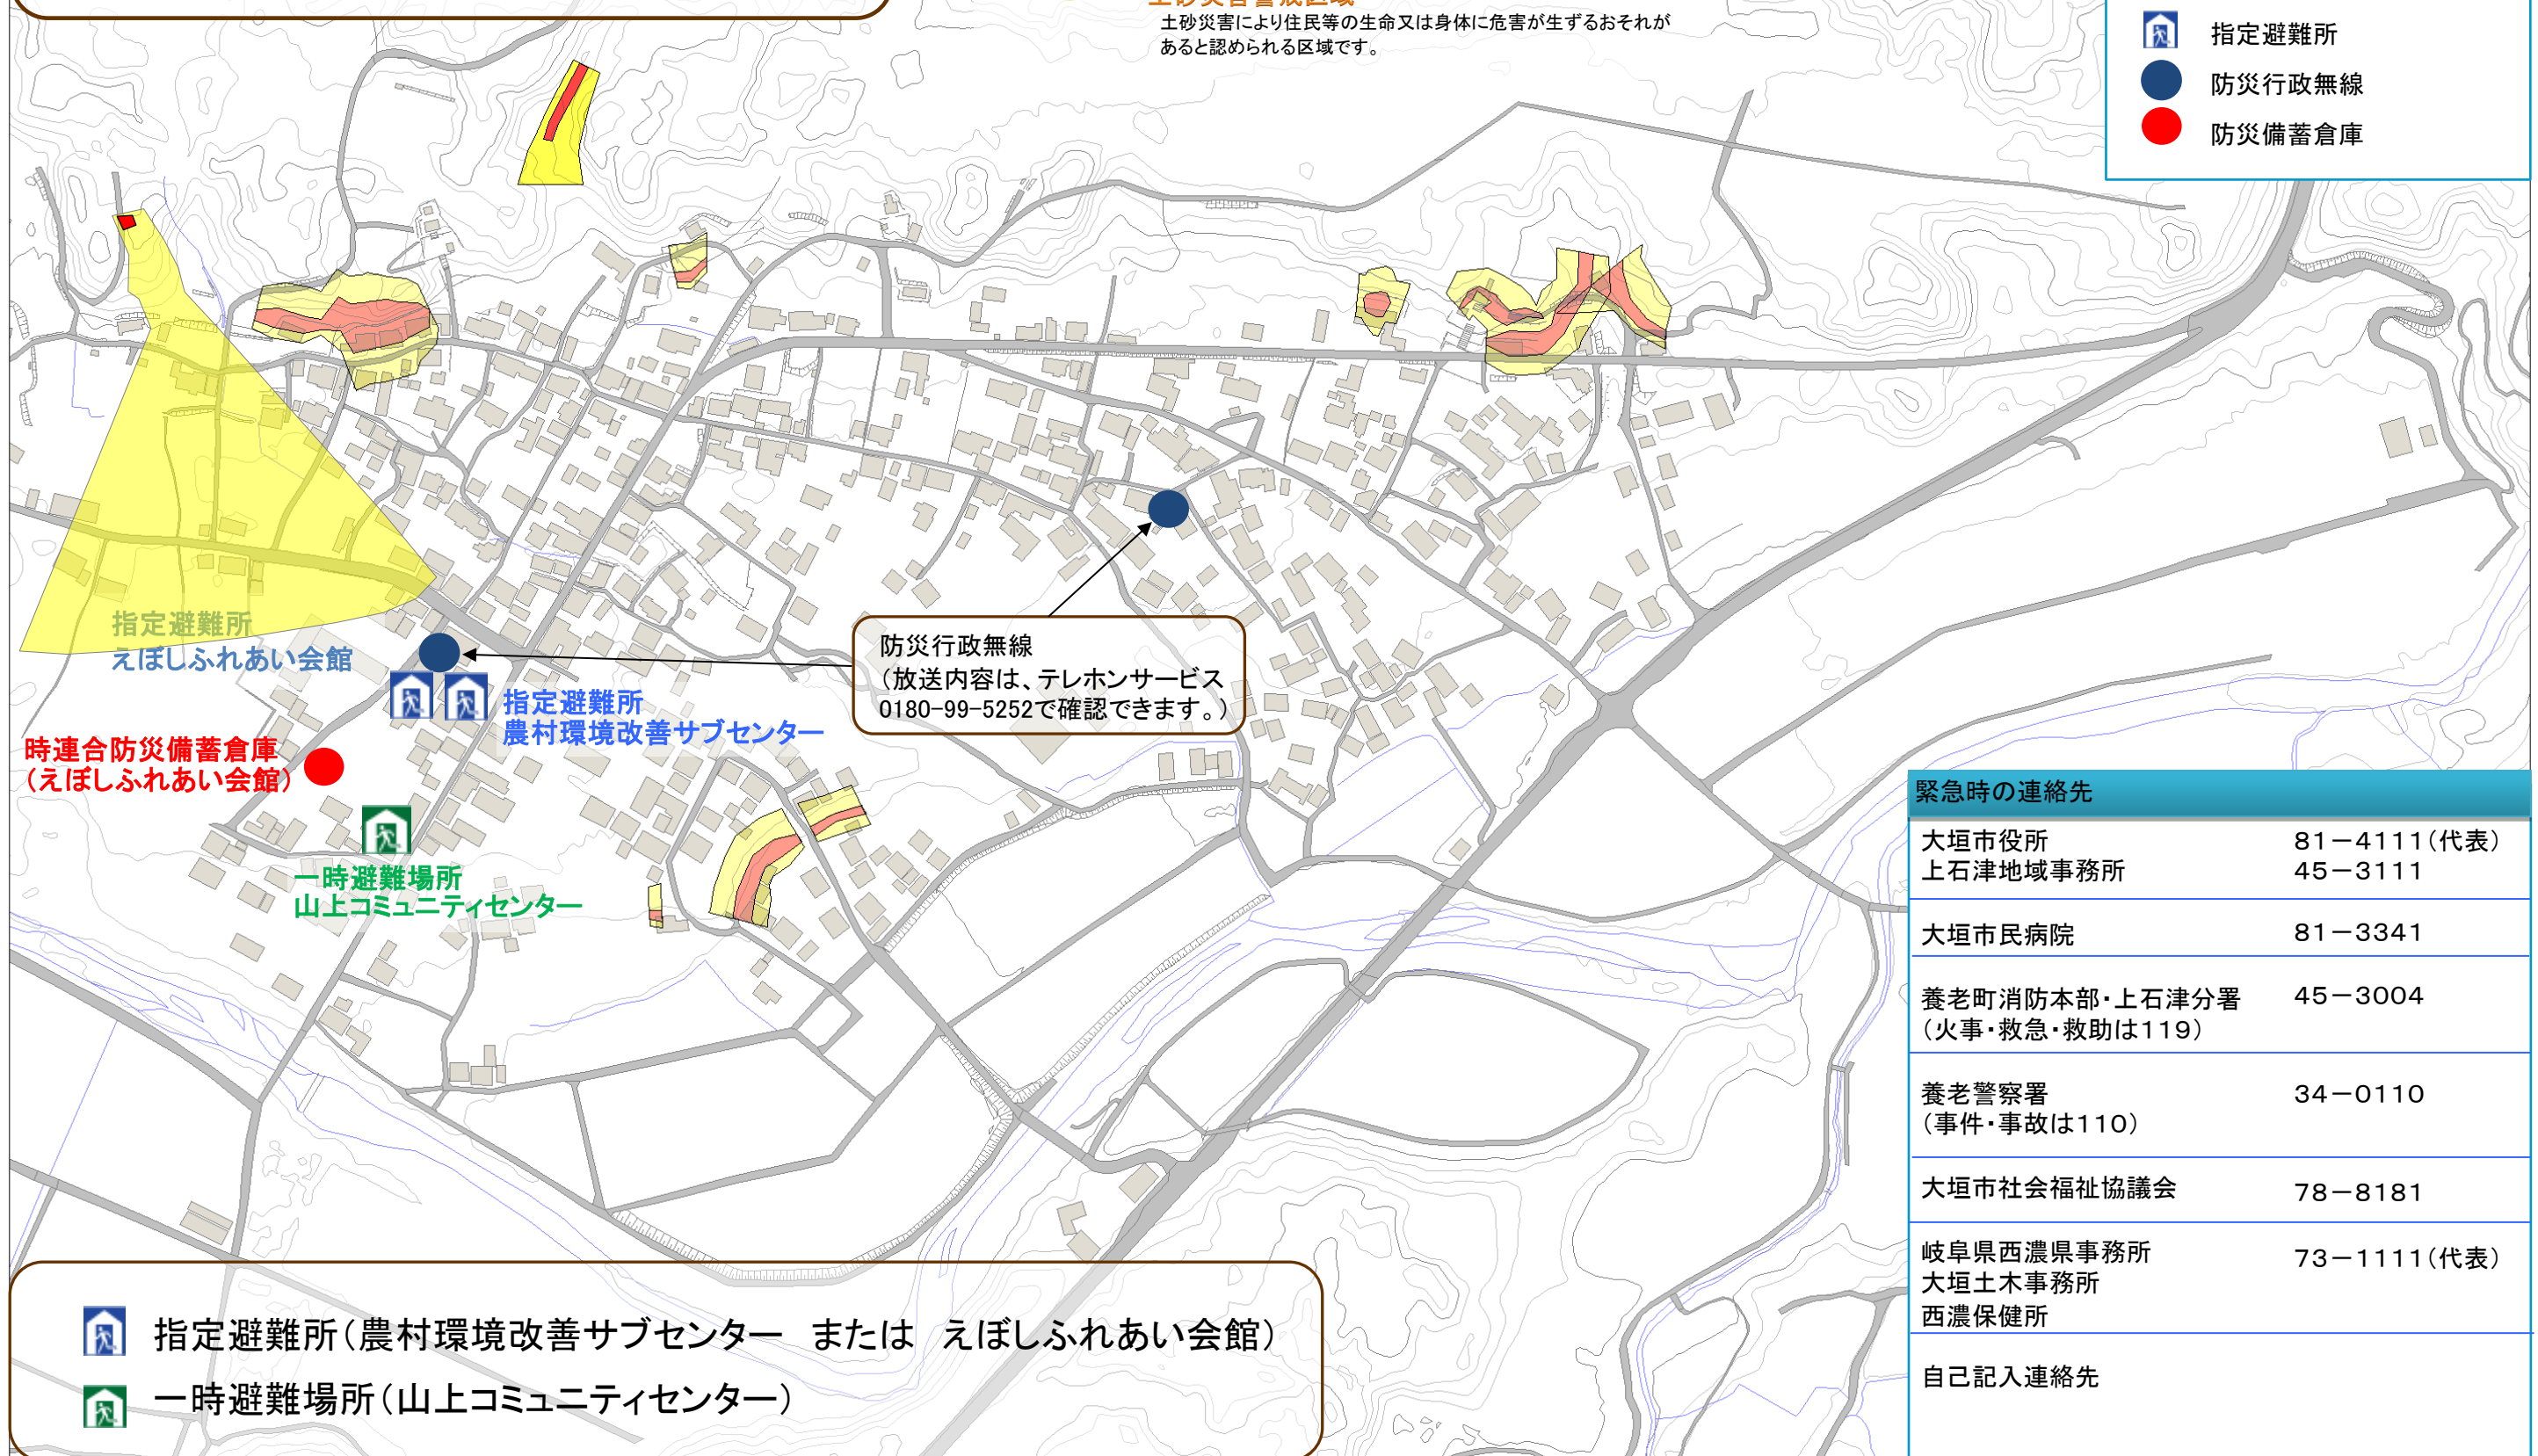 土砂災害警戒区域
土砂災害により住民等の生命又は身体に危害が生ずるおそれが
あると認められる区域です。
指定避難所
防災行政無線
防災備蓄倉庫
指定避難所
えぼしふれあい会館
指定避難所
農村環境改善サブセンター
防災行政無線
（放送内容は、テレホンサービス
0180-99-5252で確認できます。）
時連合防災備蓄倉庫
（えぼしふれあい会館）
一時避難場所
山上コミュニティセンター
緊急時の連絡先
大垣市役所 81－4111（代表）
上石津地域事務所 45－3111
大垣市民病院 81－3341
養老町消防本部・上石津分署 45－3004
（火事・救急・救助は119）
養老警察署 34－0110
（事件・事故は110）
大垣市社会福祉協議会 78－8181
岐阜県西濃県事務所 73－1111（代表）
大垣土木事務所
西濃保健所
自己記入連絡先
指定避難所（農村環境改善サブセンター　または　えぼしふれあい会館）
一時避難場所（山上コミュニティセンター）